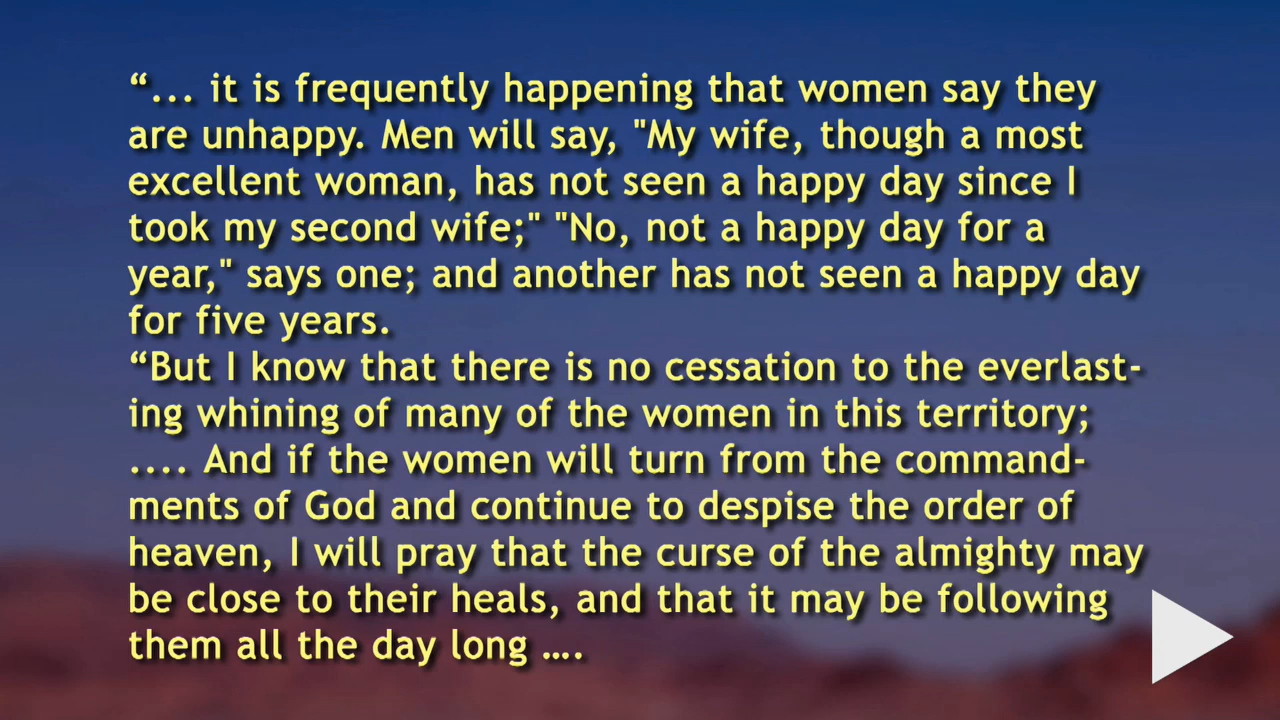 “... it is frequently happening that women say they
are unhappy. Men will say, "My wife, though a most
excellent woman, has not seen a happy day since I
took my second wife;" "No, not a happy day for a
year," says one; and another has not seen a happy day
for five years.
“But I know that there is no cessation to the everlast-
ing whining of many of the women in this territory;
.... And if the women will turn from the command-
ments of God and continue to despise the order of
heaven, I will pray that the curse of the almighty may
be close to their heals, and that it may be following
them all the day long ….